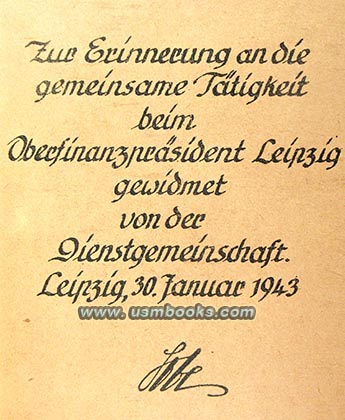 Zur Erinnerung an die
gemeinsame Tätigkeit
beim
Oberfinanzpräsident Leipzig
gewidmet
von der
Dienstgemeinschaft.
Leipzig, 30. Januar 1943
www.usmbooks.com